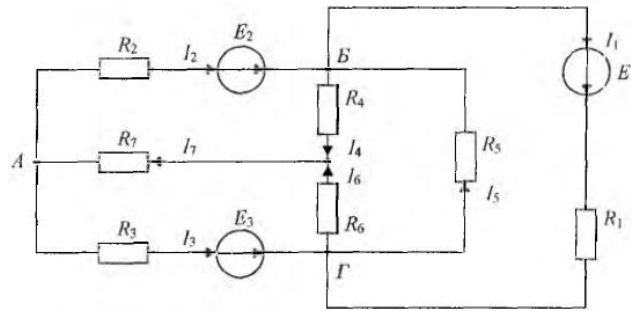 R₂ I₂ E₂ Б I₁
E
R₄
A R₇ I₇ I₄ R₅
I₆ I₅
R₃ I₃ E₃ R₆ R₁
Г